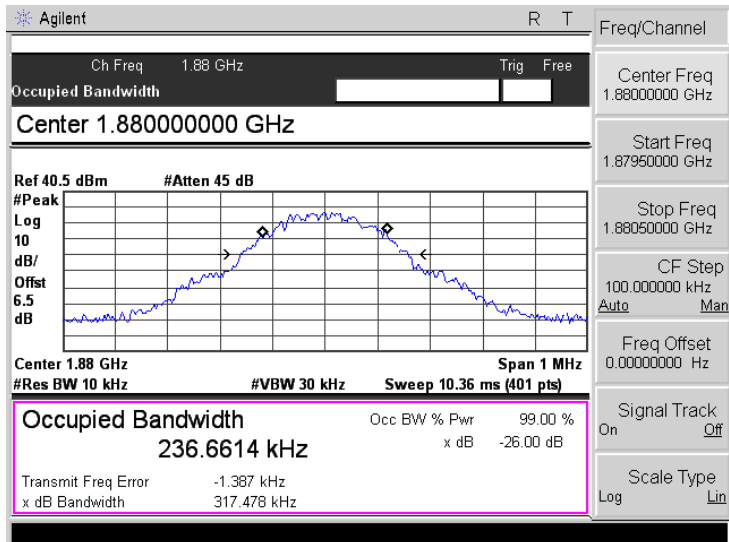 Agilent R T
Ch Freq 1.88 GHz Trig Free
Occupied Bandwidth
Center 1.880000000 GHz
Ref 40.5 dBm #Atten 45 dB
#Peak
Log
10
dB/
Offst
6.5
dB
Center 1.88 GHz Span 1 MHz
#Res BW 10 kHz #VBW 30 kHz Sweep 10.36 ms (401 pts)
Occupied Bandwidth
236.6614 kHz
Occ BW % Pwr 99.00 %
x dB -26.00 dB
Transmit Freq Error -1.387 kHz
x dB Bandwidth 317.478 kHz
Freq/Channel
Center Freq
1.88000000 GHz
Start Freq
1.87950000 GHz
Stop Freq
1.88050000 GHz
CF Step
100.000000 kHz
Auto Man
Freq Offset
0.00000000 Hz
Signal Track
On Off
Scale Type
Log Lin